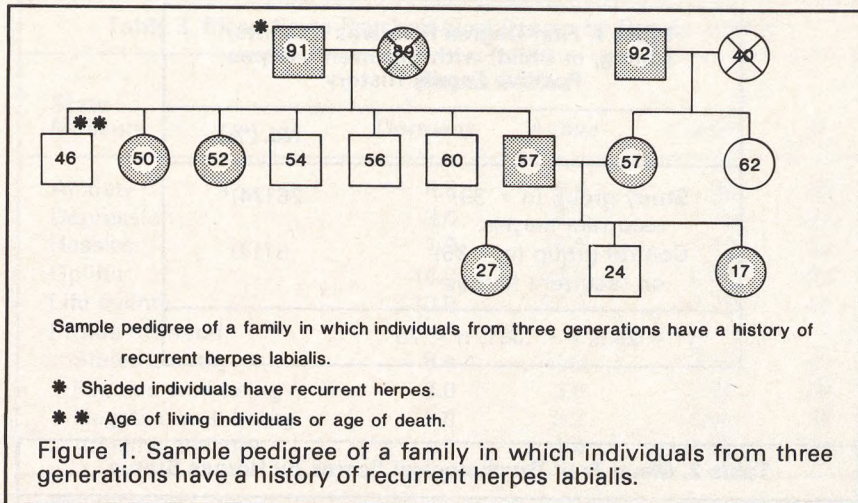 * 91 89 92 40
** 46 50 52 54 56 60 57 57 62
27 24 17
Sample pedigree of a family in which individuals from three generations have a history of
recurrent herpes labialis.
* Shaded individuals have recurrent herpes.
** Age of living individuals or age of death.
Figure 1. Sample pedigree of a family in which individuals from three
generations have a history of recurrent herpes labialis.